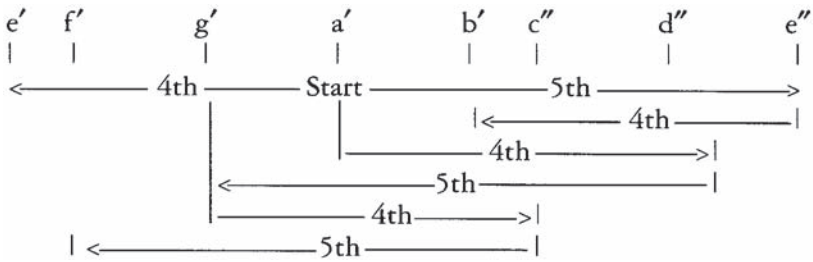 e′ f′ g′ a′ b′ c″ d″ e″
4th Start 5th
4th
4th
5th
4th
5th